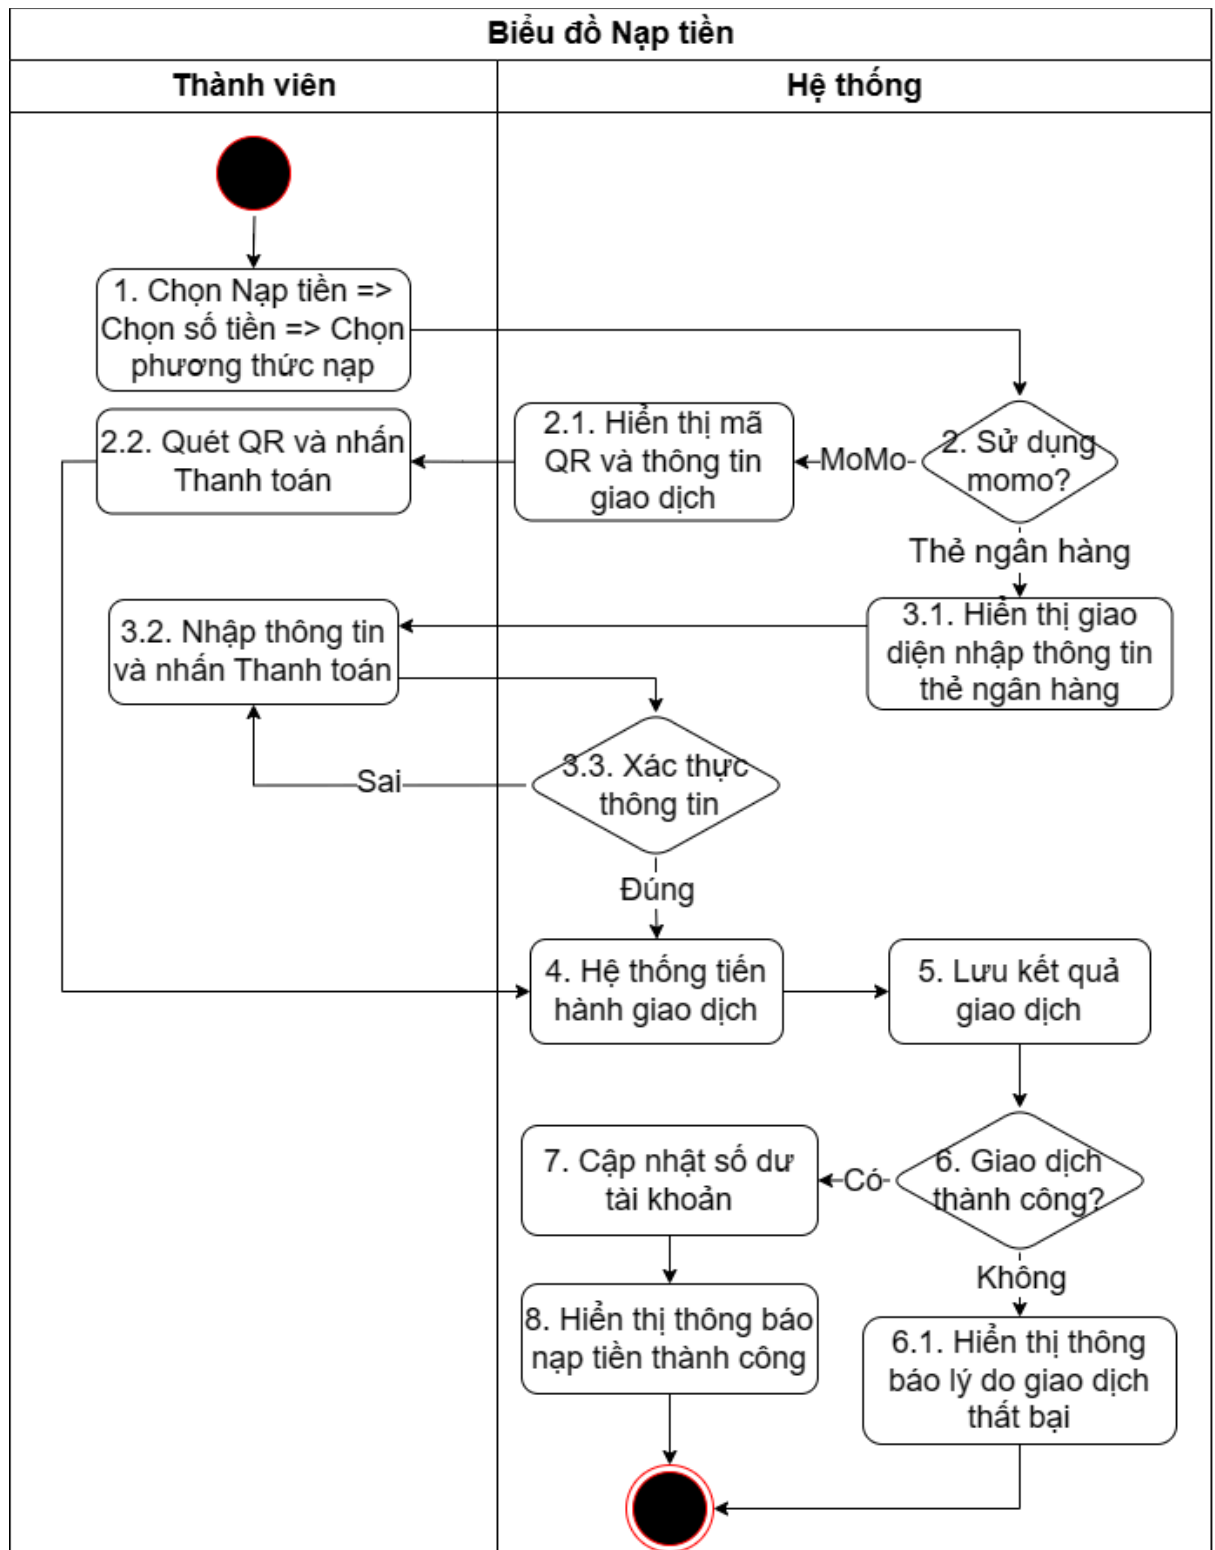 Biểu đồ Nạp tiền
Thành viên
Hệ thống
1. Chọn Nạp tiền =>
Chọn số tiền => Chọn
phương thức nạp
2. Sử dụng
momo?
MoMo
2.1. Hiển thị mã
QR và thông tin
giao dịch
2.2. Quét QR và nhấn
Thanh toán
Thẻ ngân hàng
3.1. Hiển thị giao
diện nhập thông tin
thẻ ngân hàng
3.2. Nhập thông tin
và nhấn Thanh toán
3.3. Xác thực
thông tin
Sai
Đúng
4. Hệ thống tiến
hành giao dịch
5. Lưu kết quả
giao dịch
6. Giao dịch
thành công?
Có
7. Cập nhật số dư
tài khoản
Không
8. Hiển thị thông báo
nạp tiền thành công
6.1. Hiển thị thông
báo lý do giao dịch
thất bại